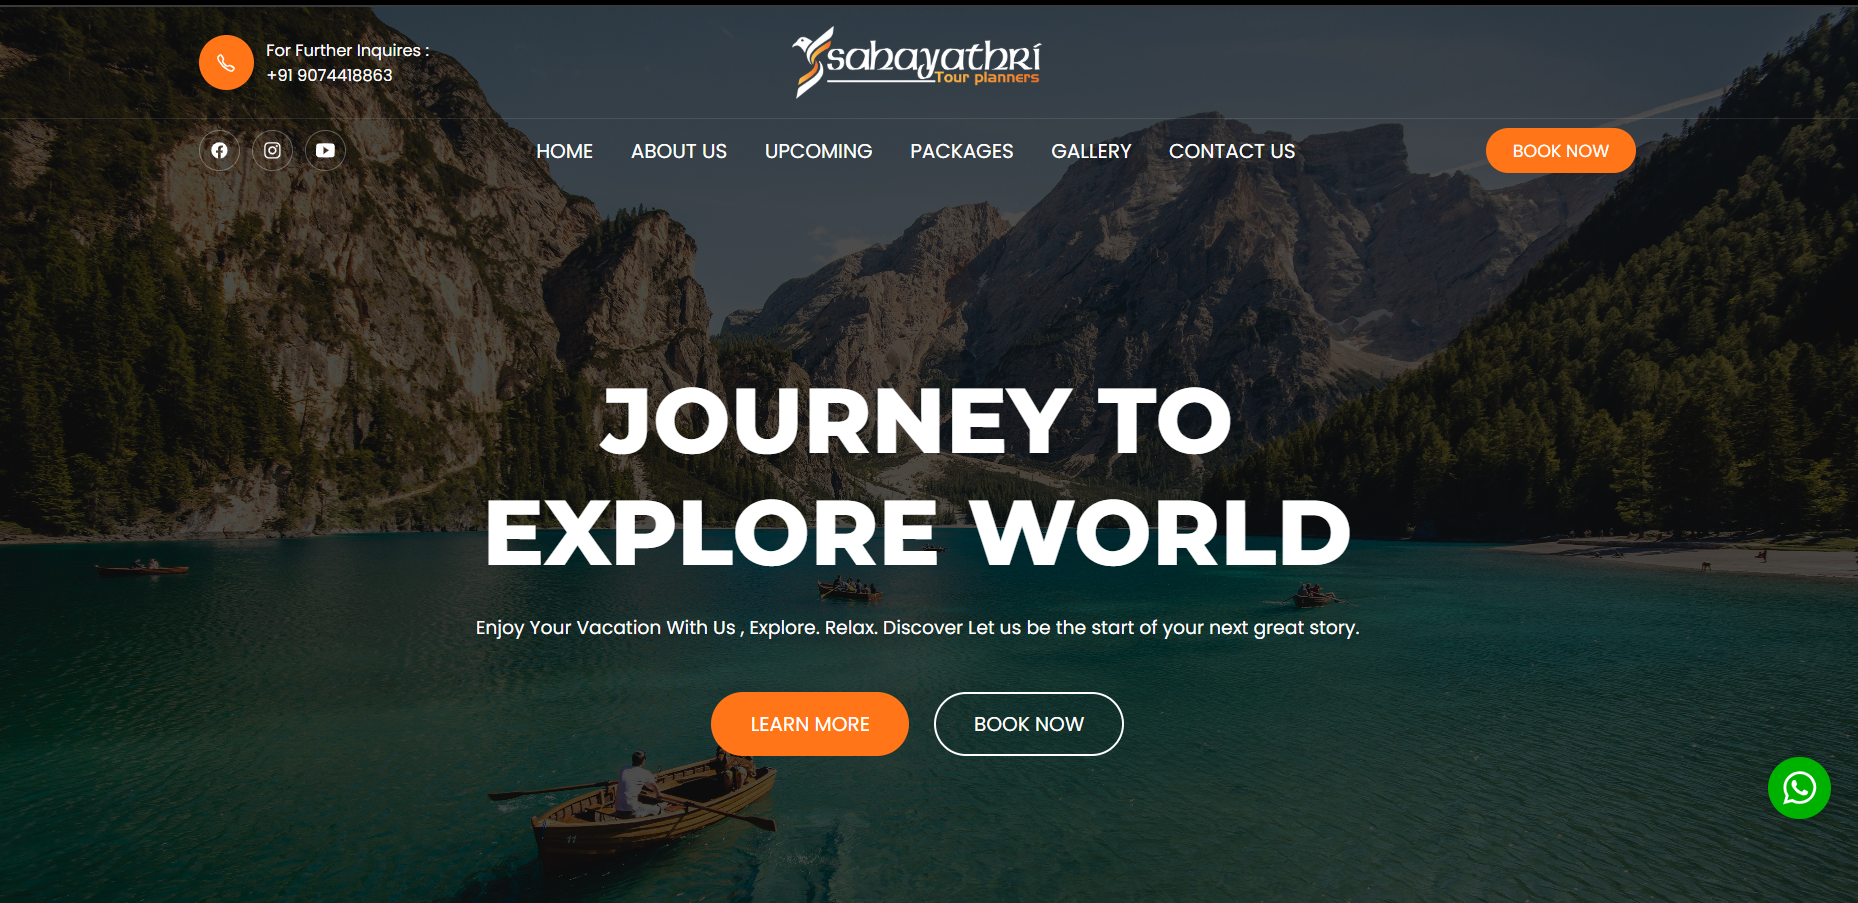 For Further Inquires :
+91 9074418863
sahayathri
Tour planners
HOME ABOUT US UPCOMING PACKAGES GALLERY CONTACT US
BOOK NOW
JOURNEY TO
EXPLORE WORLD
Enjoy Your Vacation With Us , Explore. Relax. Discover Let us be the start of your next great story.
LEARN MORE BOOK NOW